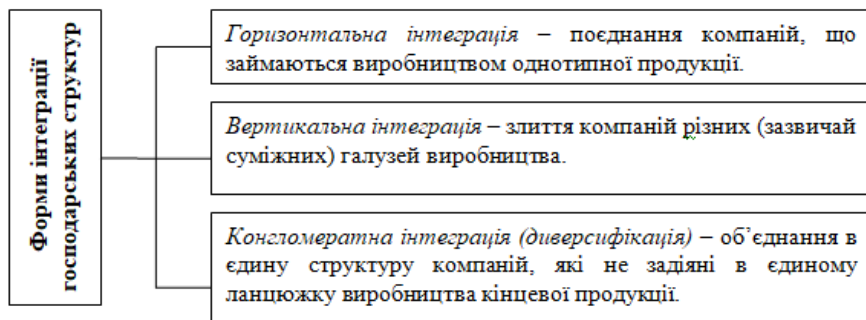 Форми інтеграції
господарських структур
Горизонтальна інтеграція – поєднання компаній, що
займаються виробництвом однотипної продукції.
Вертикальна інтеграція – злиття компаній різних (зазвичай
суміжних) галузей виробництва.
Конгломератна інтеграція (диверсифікація) – об’єднання в
єдину структуру компаній, які не задіяні в єдиному
ланцюжку виробництва кінцевої продукції.